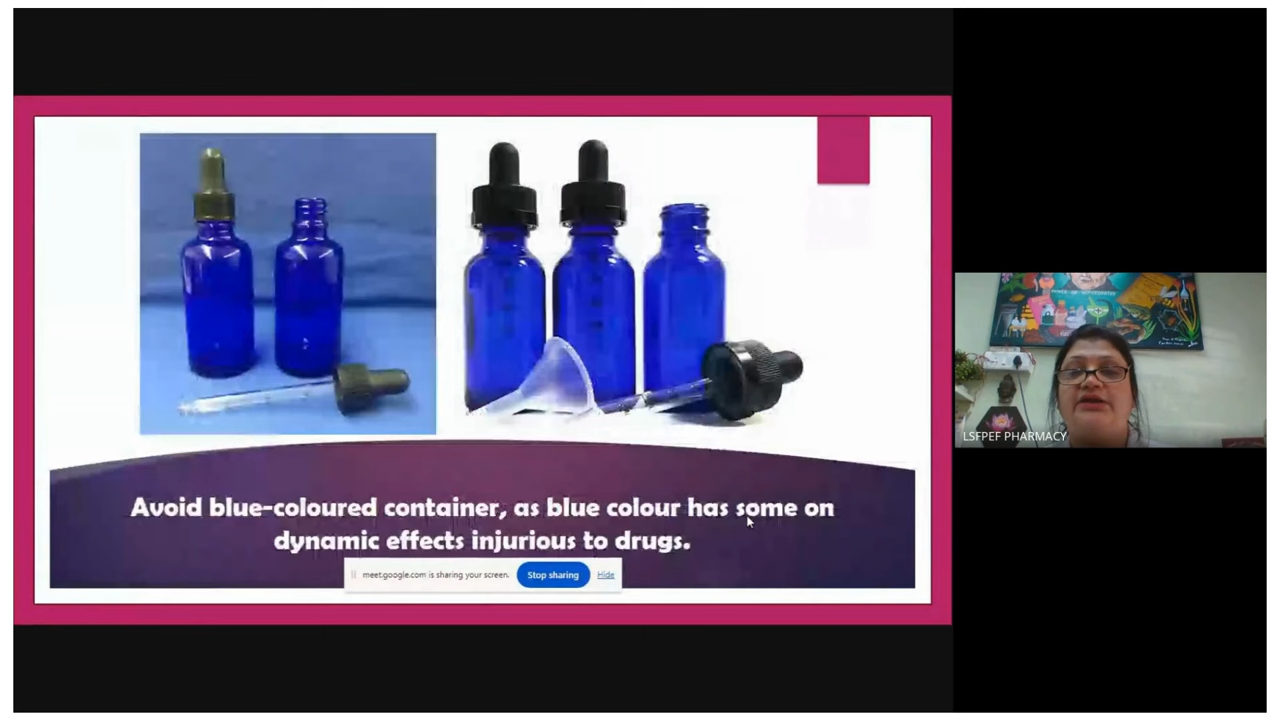 Avoid blue-coloured container, as blue colour has some on
dynamic effects injurious to drugs.
meet.google.com is sharing your screen. Stop sharing Hide
LSFPEF PHARMACY